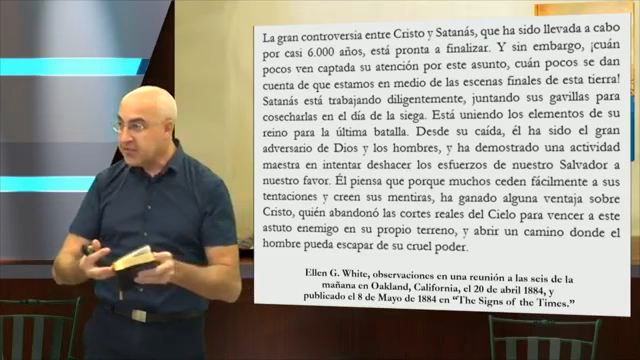 La gran controversia entre Cristo y Satanás, que ha sido llevada a cabo
por casi 6.000 años, está pronta a finalizar. Y sin embargo, ¡cuán
pocos ven captada su atención por este asunto, cuán pocos se dan
cuenta de que estamos en medio de las escenas finales de esta tierra!
Satanás está trabajando diligentemente, juntando sus gavillas para
cosecharlas en el día de la siega. Está uniendo los elementos de su
reino para la última batalla. Desde su caída, él ha sido el gran
adversario de Dios y los hombres, y ha demostrado una actividad
maestra en intentar deshacer los esfuerzos de nuestro Salvador a
nuestro favor. Él piensa que porque muchos ceden fácilmente a sus
tentaciones y creen sus mentiras, ha ganado alguna ventaja sobre
Cristo, quién abandonó las cortes reales del Cielo para vencer a este
astuto enemigo en su propio terreno, y abrir un camino donde el
hombre pueda escapar de su cruel poder.
Ellen G. White, observaciones en una reunión a las seis de la
mañana en Oakland, California, el 20 de abril 1884, y
publicado el 8 de Mayo de 1884 en “The Signs of the Times.”